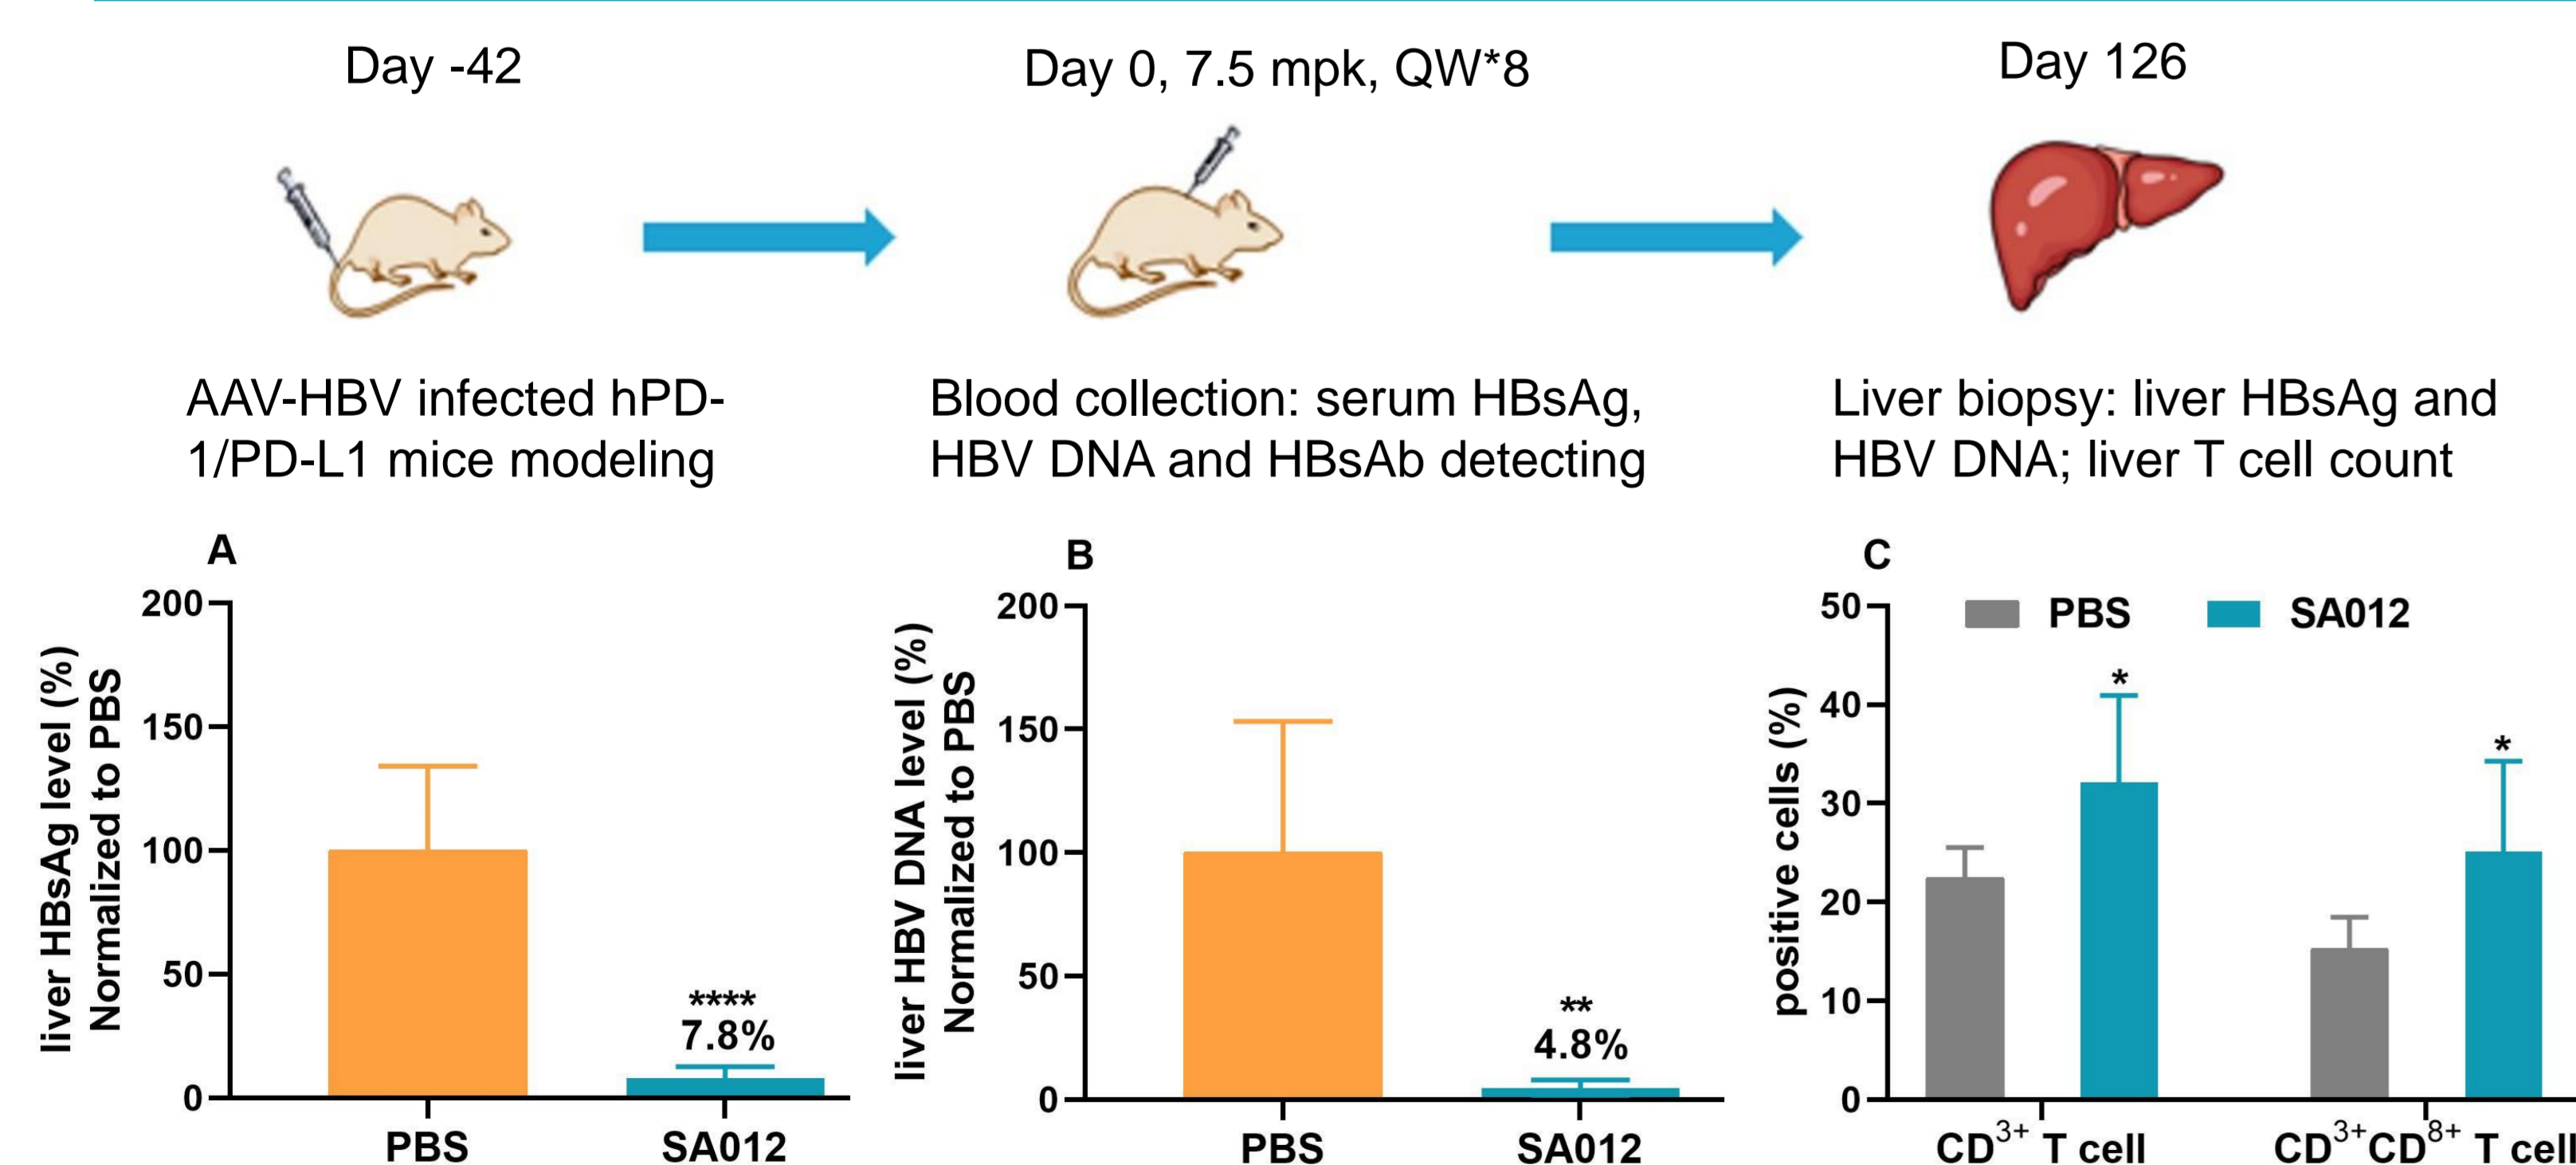 Day -42
Day 0, 7.5 mpk, QW*8
Day 126
AAV-HBV infected hPD-
1/PD-L1 mice modeling
Blood collection: serum HBsAg,
HBV DNA and HBsAb detecting
Liver biopsy: liver HBsAg and
HBV DNA; liver T cell count
A
liver HBsAg level (%)
Normalized to PBS
200
150
100
50
0
****
7.8%
PBS
SA012
B
liver HBV DNA level (%)
Normalized to PBS
200
150
100
50
0
**
4.8%
PBS
SA012
C
positive cells (%)
50
40
30
20
10
0
PBS
SA012
*
*
CD3+ T cell
CD3+CD8+ T cell